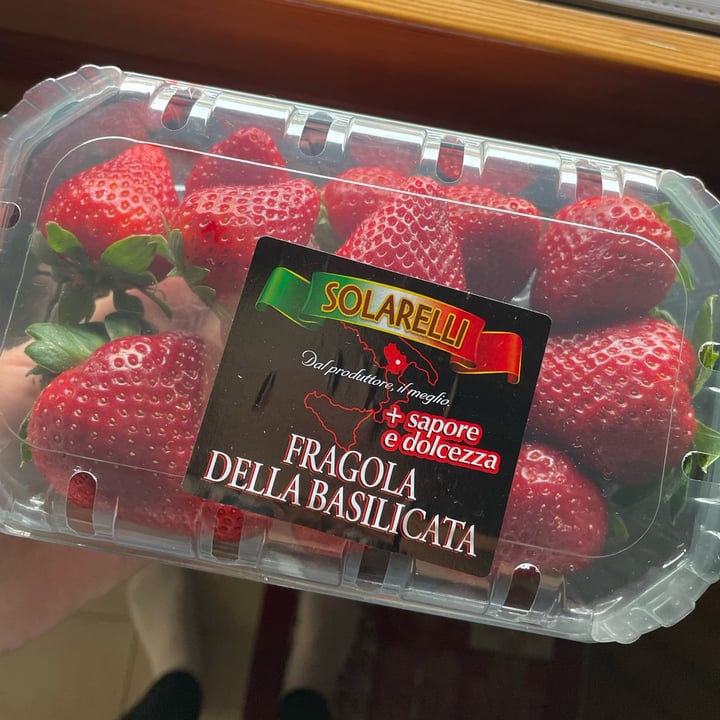 SOLARELLI
Dal produttore, il meglio.
+ sapore
e dolcezza
FRAGOLA
DELLA BASILICATA